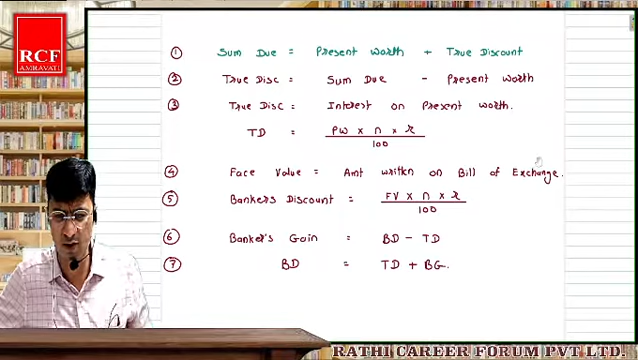 RCF
AMRAVATI
① Sum Due = Present Worth + True Discount
② True Disc = Sum Due - Present Worth
③ True Disc = Interest on Present Worth.
TD = PW x n x r
100
④ Face Value = Amt written on Bill of Exchange.
⑤ Bankers Discount = FV x n x r
100
⑥ Banker's Gain = BD - TD
⑦ BD = TD + BG.
RATHI CAREER FORUM PVT LTD.